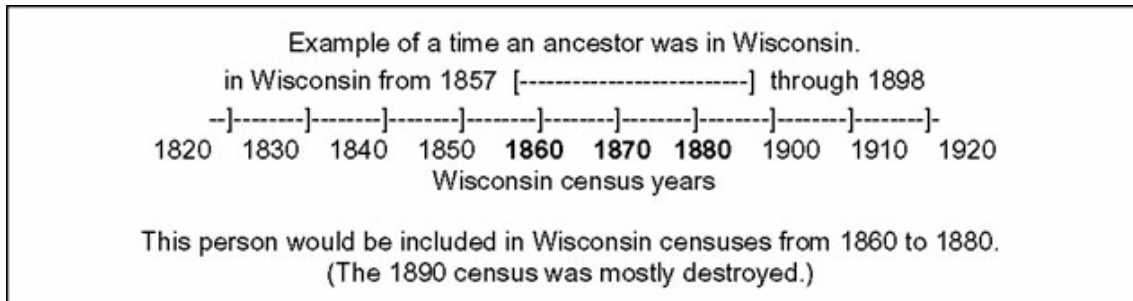 Example of a time an ancestor was in Wisconsin.
in Wisconsin from 1857 [--------------------------] through 1898
--]--------]--------]--------]--------]--------]--------]--------]--------]--------]-
1820 1830 1840 1850 1860 1870 1880 1900 1910 1920
Wisconsin census years
This person would be included in Wisconsin censuses from 1860 to 1880.
(The 1890 census was mostly destroyed.)